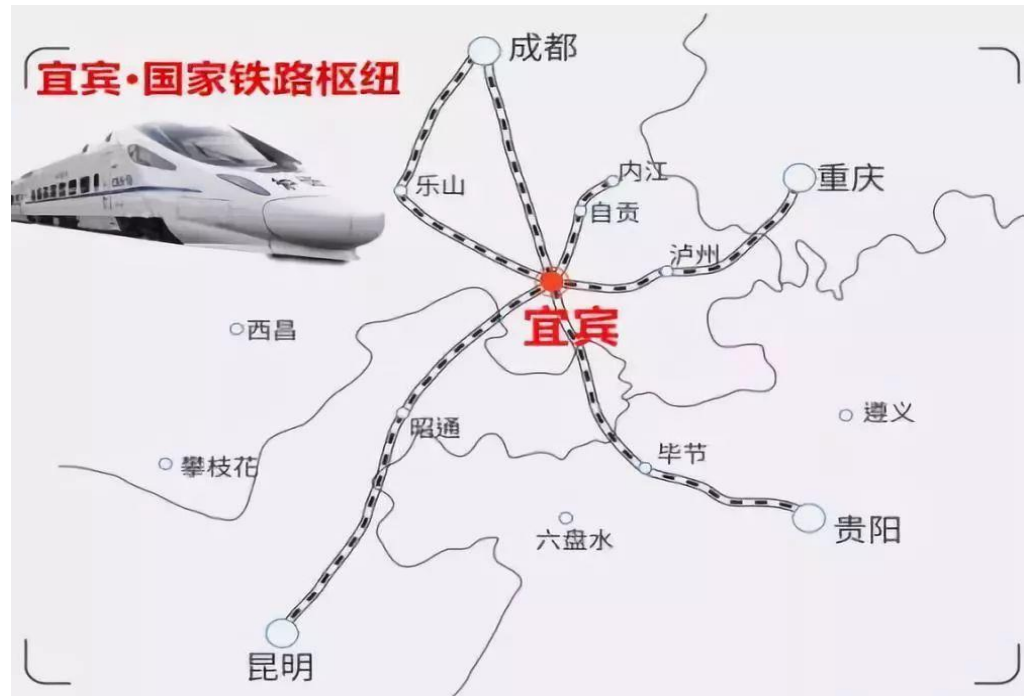 成都
宜宾·国家铁路枢纽
乐山
内江
重庆
自贡
泸州
宜宾
西昌
遵义
昭通
毕节
攀枝花
六盘水
贵阳
昆明